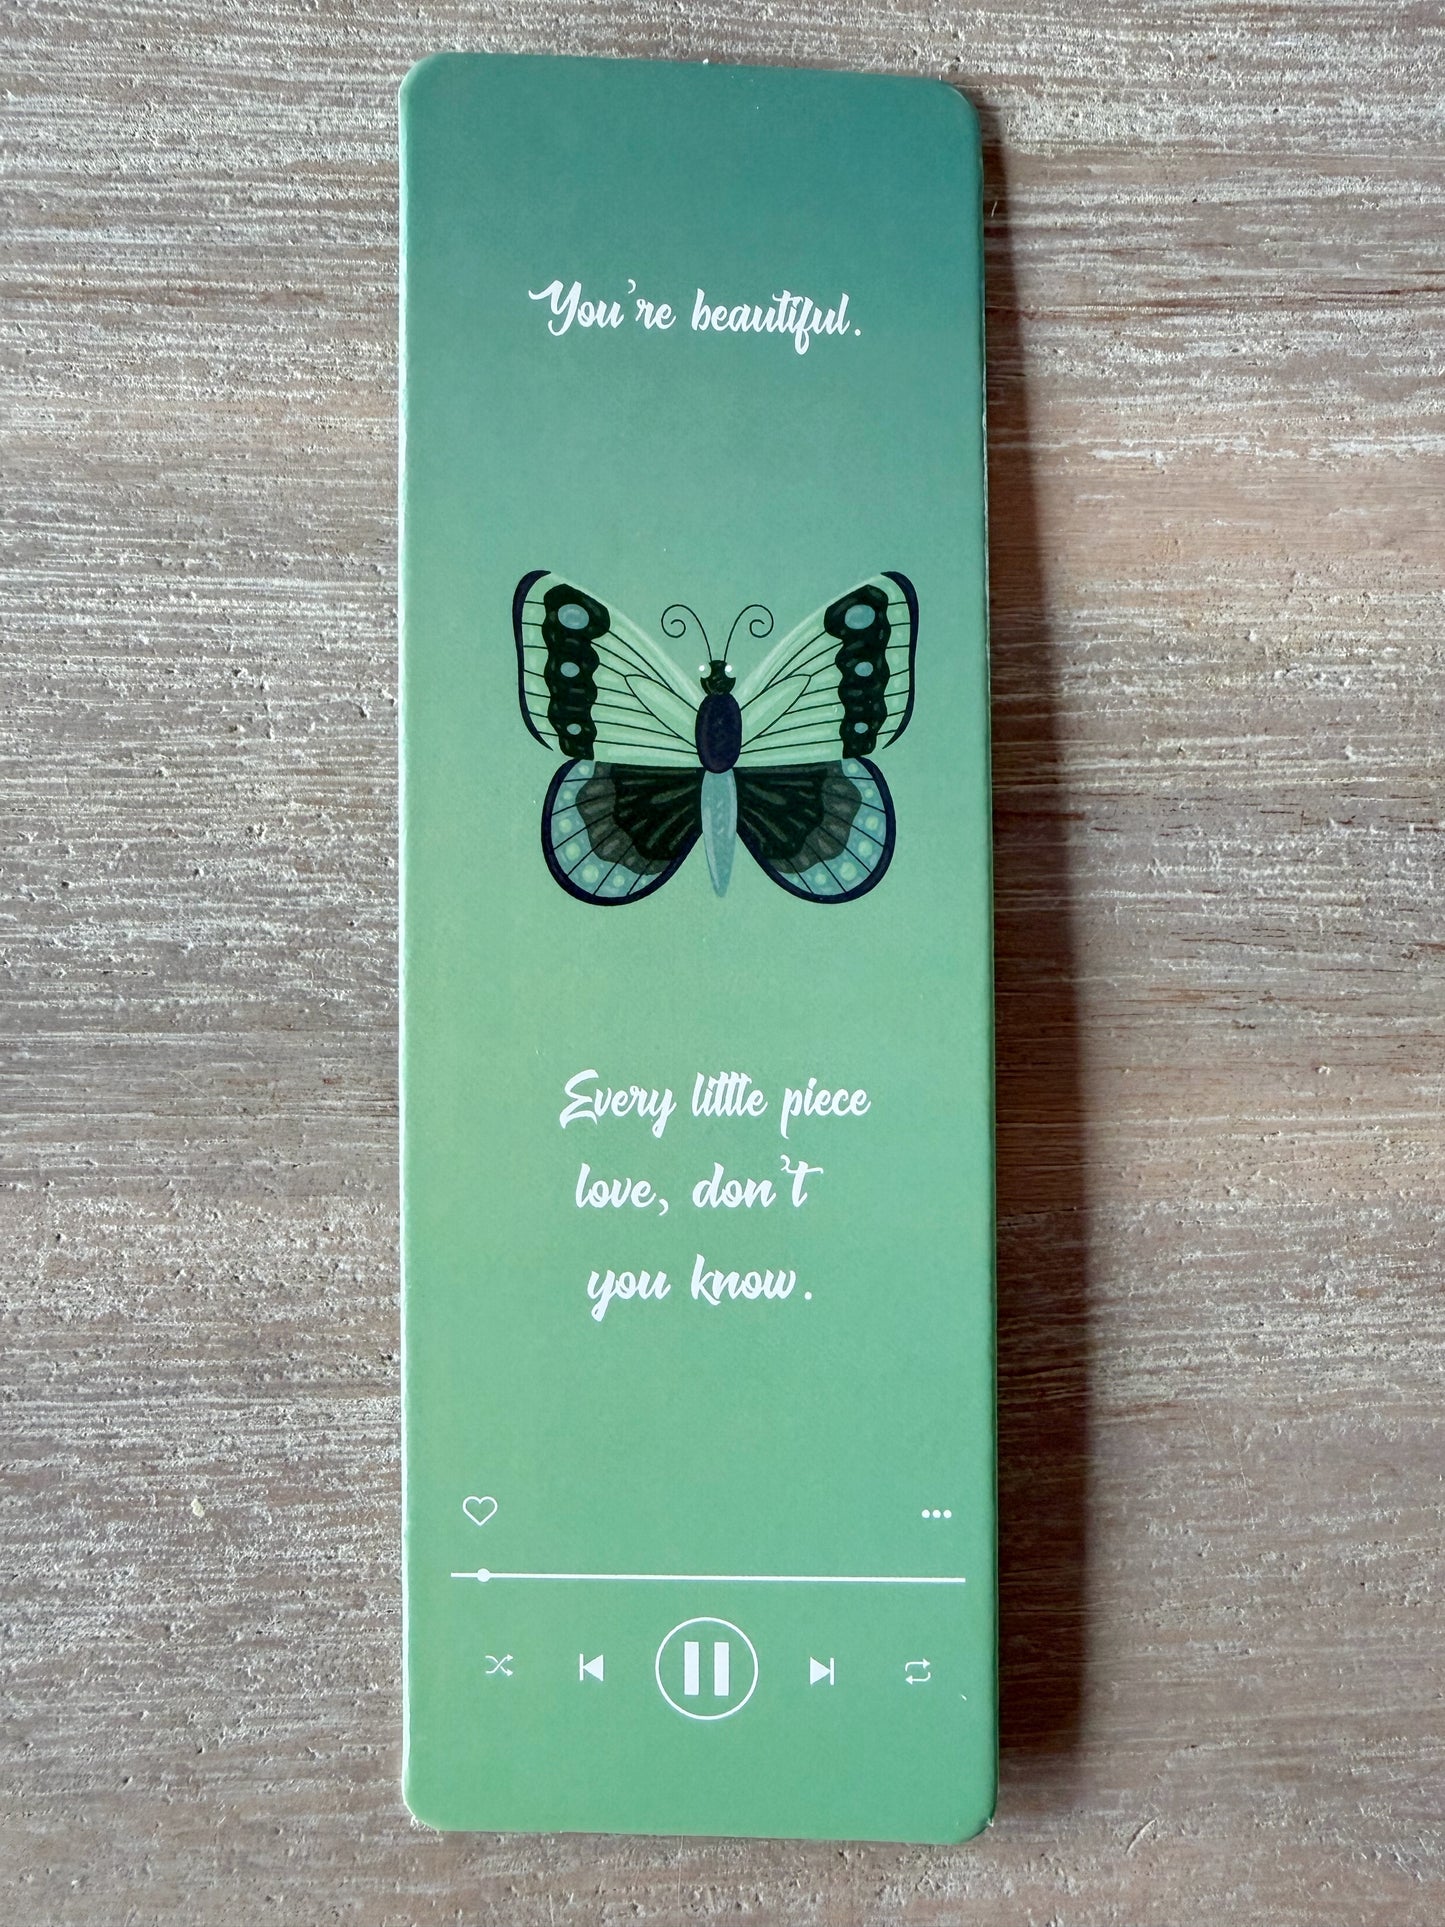 You're beautiful.
Every little piece
love, don't
you know.